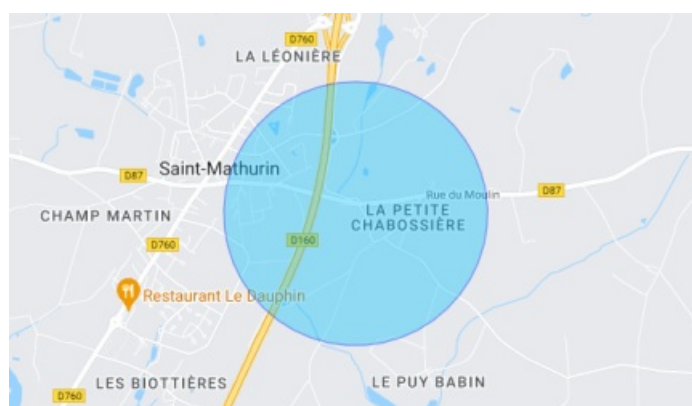 D760
LA LÉONIÈRE
Saint-Mathurin
D87
Rue du Moulin
D87
CHAMP MARTIN
LA PETITE
CHABOSSIÈRE
D760
D160
Restaurant Le Dauphin
LES BIOTTIÈRES
LE PUY BABIN
D760